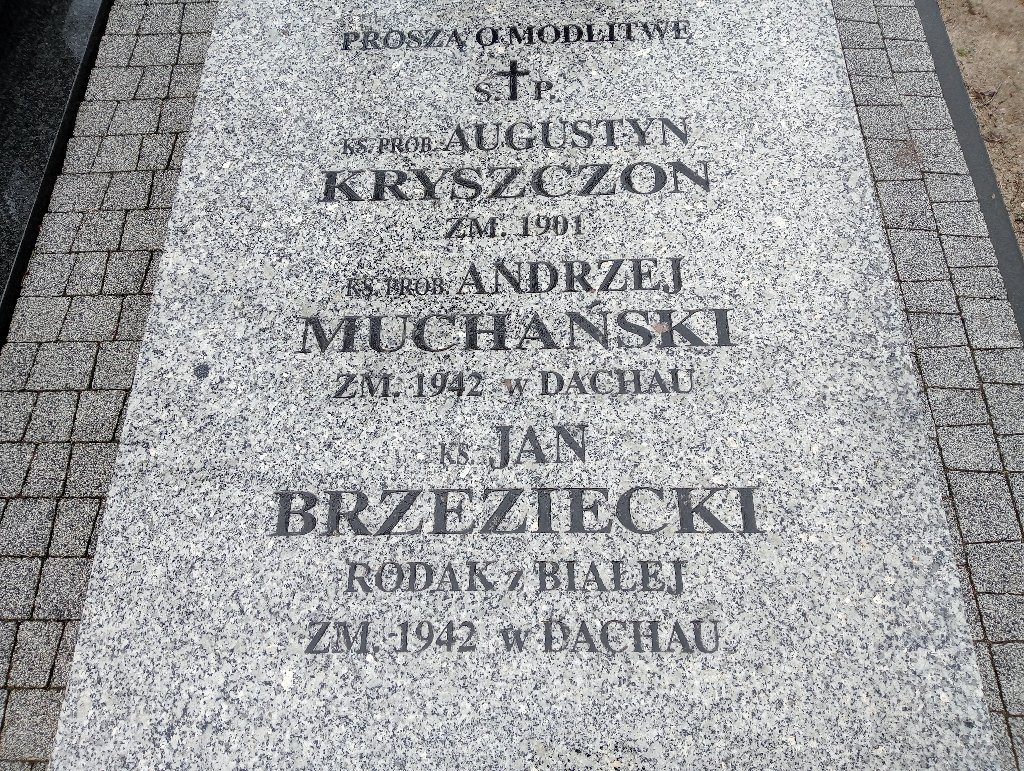 PROSZĄ O MODLITWĘ
Ś. P.
KS. PROB. AUGUSTYN
KRYSZCZON
ZM. 1901
KS. PROB. ANDRZEJ
MUCHAŃSKI
ZM. 1942 w DACHAU
KS. JAN
BRZEZIECKI
RODAK z BIAŁEJ
ZM. 1942 w DACHAU